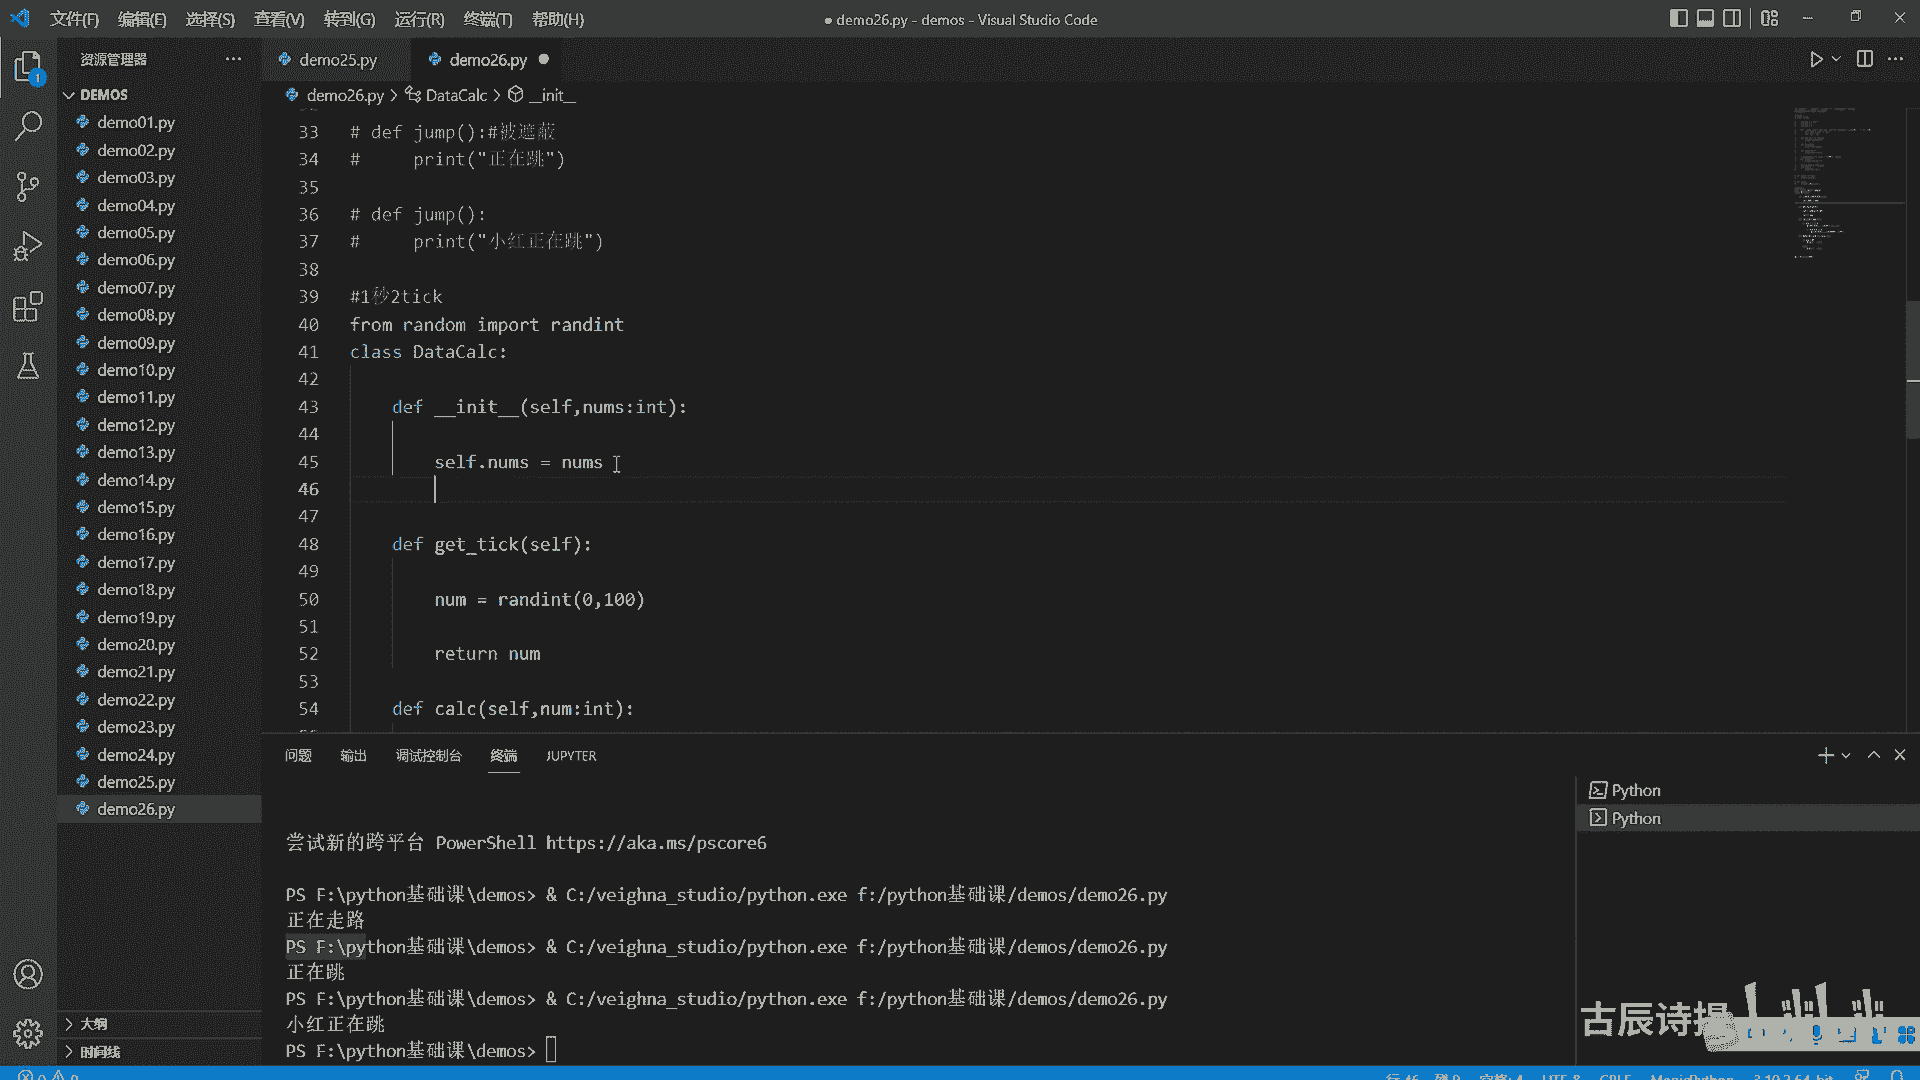 文件(F) 编辑(E) 选择(S) 查看(V) 转到(G) 运行(R) 终端(T) 帮助(H)
● demo26.py - demos - Visual Studio Code
资源管理器
demo25.py
demo26.py
DEMOS
demo26.py > DataCalc > __init__
demo01.py
demo02.py
demo03.py
demo04.py
demo05.py
demo06.py
demo07.py
demo08.py
demo09.py
demo10.py
demo11.py
demo12.py
demo13.py
demo14.py
demo15.py
demo16.py
demo17.py
demo18.py
demo19.py
demo20.py
demo21.py
demo22.py
demo23.py
demo24.py
demo25.py
demo26.py
大纲
时间线
33 # def jump():#被遮蔽
34 #     print("正在跳")
35
36 # def jump():
37 #     print("小红正在跳")
38
39 #1秒2tick
40 from random import randint
41 class DataCalc:
42
43     def __init__(self,nums:int):
44
45         self.nums = nums
46
47
48     def get_tick(self):
49
50         num = randint(0,100)
51
52         return num
53
54     def calc(self,num:int):
问题 输出 调试控制台 终端 JUPYTER
Python
Python
尝试新的跨平台 PowerShell https://aka.ms/pscore6
PS F:\python基础课\demos> & C:/veighna_studio/python.exe f:/python基础课/demos/demo26.py
正在走路
PS F:\python基础课\demos> & C:/veighna_studio/python.exe f:/python基础课/demos/demo26.py
正在跳
PS F:\python基础课\demos> & C:/veighna_studio/python.exe f:/python基础课/demos/demo26.py
小红正在跳
PS F:\python基础课\demos>
古辰诗提